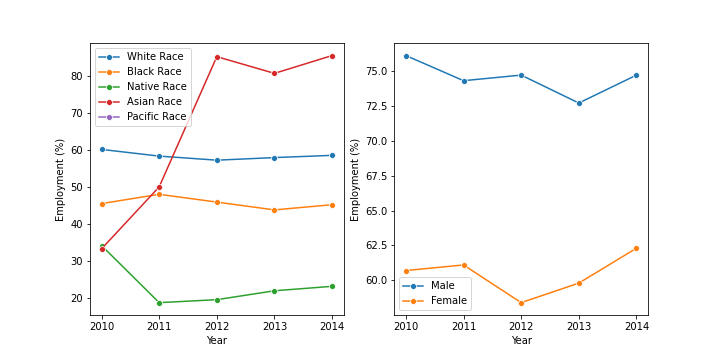 White Race
Black Race
Native Race
Asian Race
Pacific Race
80
70
60
50
40
30
20
Employment (%)
2010 2011 2012 2013 2014
Year
Male
Female
75.0
72.5
70.0
67.5
65.0
62.5
60.0
Employment (%)
2010 2011 2012 2013 2014
Year